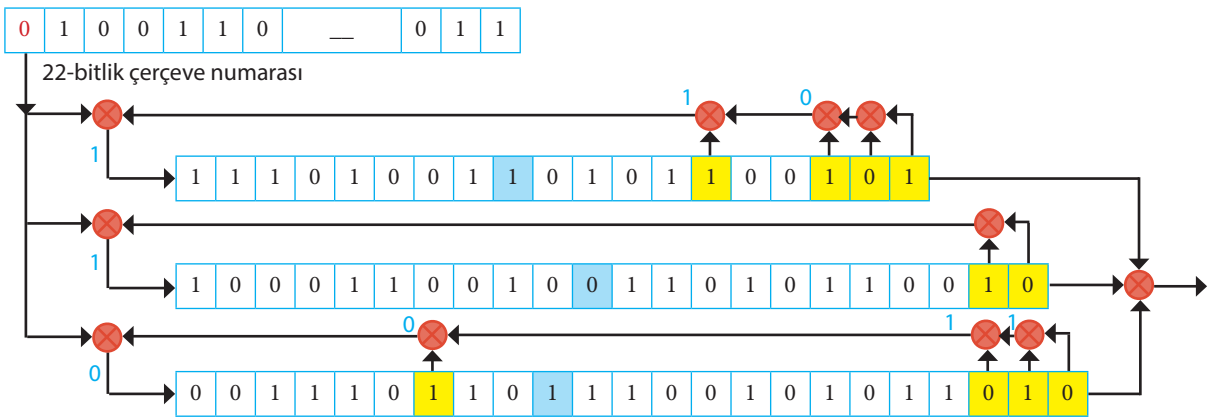 0 1 0 0 1 1 0 __ 0 1 1
22-bitlik çerçeve numarası
1 0
1
1 1 1 0 1 0 0 1 1 0 1 0 1 1 0 0 1 0 1
1
1 0 0 0 1 1 0 0 1 0 0 1 1 0 1 0 1 1 0 0 1 0
0 1 1
0
0 0 1 1 1 0 1 1 0 1 1 1 0 0 1 0 1 0 1 1 0 1 0